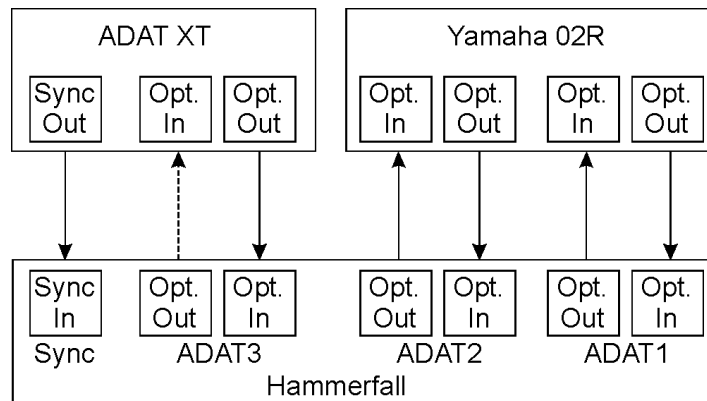 ADAT XT
Yamaha 02R
Sync
Out
Opt.
In
Opt.
Out
Opt.
In
Opt.
Out
Opt.
In
Opt.
Out
Sync
In
Opt.
Out
Opt.
In
Opt.
Out
Opt.
In
Opt.
Out
Opt.
In
Sync
ADAT3
ADAT2
ADAT1
Hammerfall